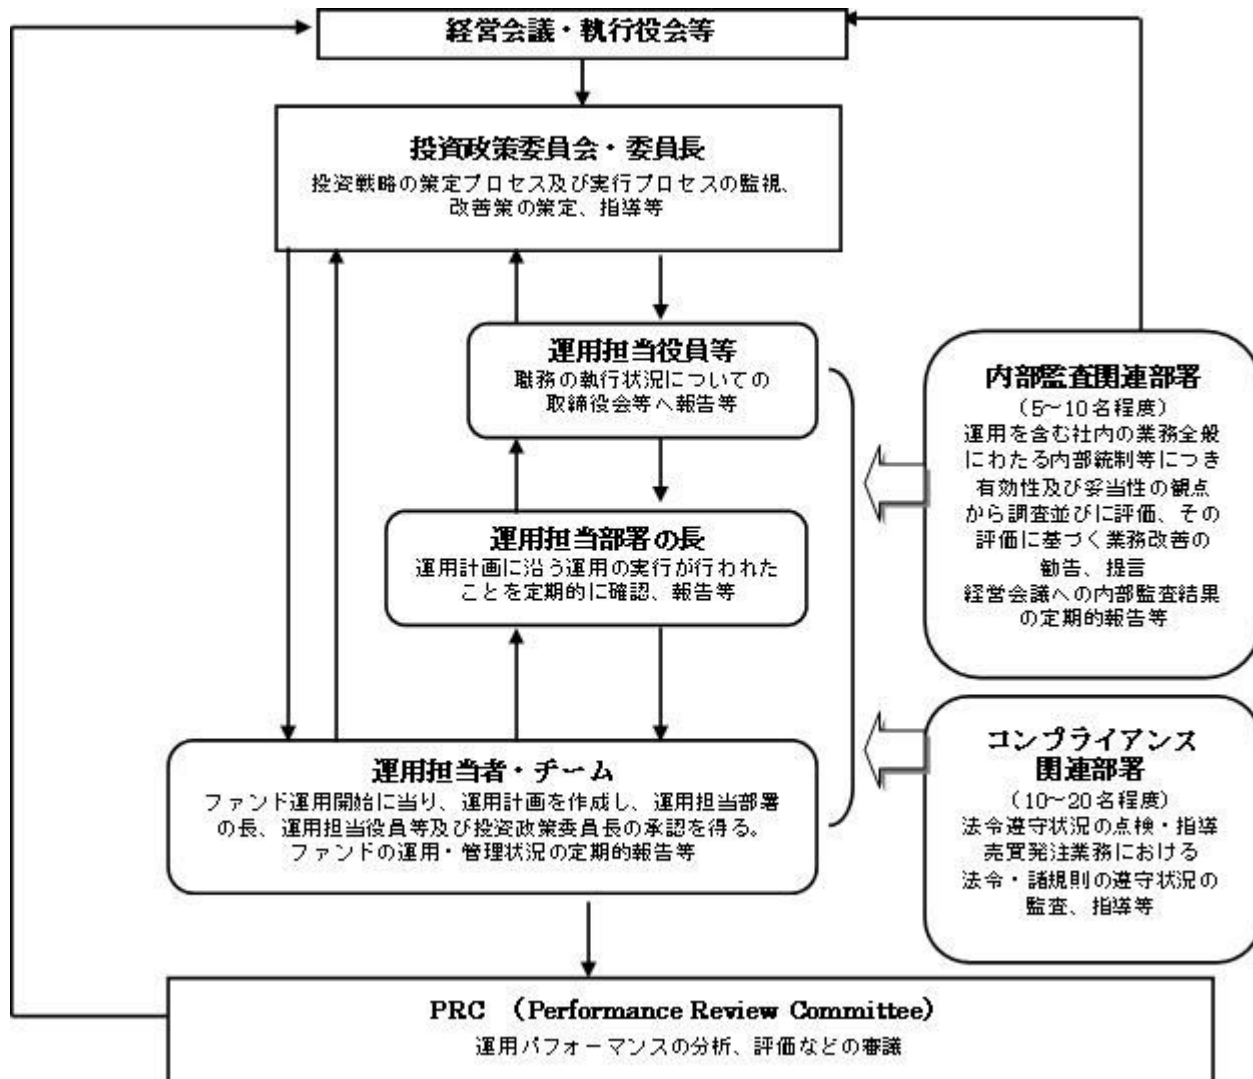 経営会議・執行役会等
投資政策委員会・委員長
投資戦略の策定プロセス及び実行プロセスの監視、
改善策の策定、指導等
運用担当役員等
職務の執行状況についての
取締役会等へ報告等
運用担当部署の長
運用計画に沿う運用の実行が行われた
ことを定期的に確認、報告等
運用担当者・チーム
ファンド運用開始に当り、運用計画を作成し、運用担当部署
の長、運用担当役員等及び投資政策委員長の承認を得る。
ファンドの運用・管理状況の定期的報告等
内部監査関連部署
(5～10名程度)
運用を含む社内の業務全般
にわたる内部統制等につき
有効性及び妥当性の観点
から調査並びに評価、その
評価に基づく業務改善の
勧告、提言
経営会議への内部監査結果
の定期的報告等
コンプライアンス
関連部署
(10～20名程度)
法令遵守状況の点検・指導
売買発注業務における
法令・諸規則の遵守状況の
監査、指導等
PRC (Performance Review Committee)
運用パフォーマンスの分析、評価などの審議